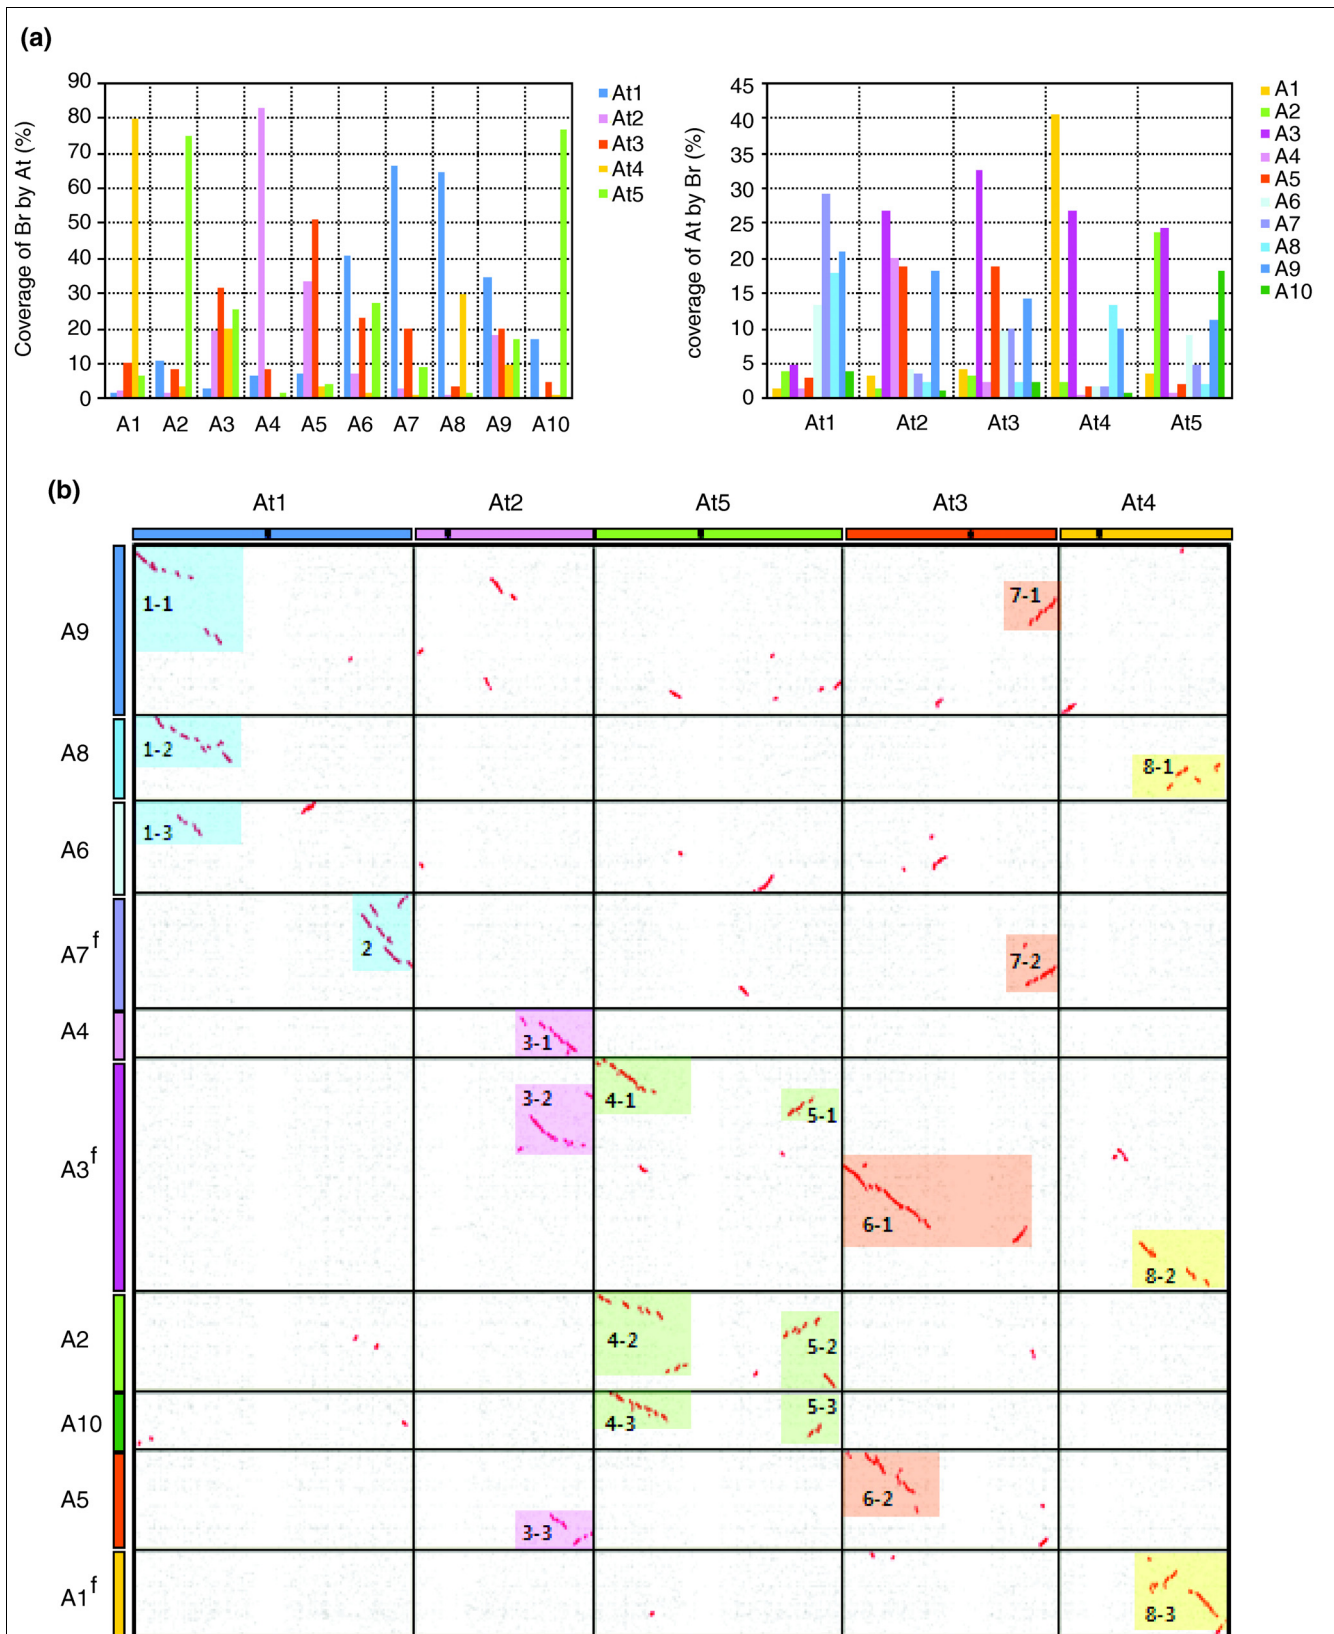 (a)
90
80
70
60
50
40
30
20
10
0
Coverage of Br by At (%)
A1 A2 A3 A4 A5 A6 A7 A8 A9 A10
At1
At2
At3
At4
At5
45
40
35
30
25
20
15
10
5
0
coverage of At by Br (%)
At1 At2 At3 At4 At5
A1
A2
A3
A4
A5
A6
A7
A8
A9
A10
(b)
At1 At2 At5 At3 At4
A9
1-1
7-1
A8
1-2
8-1
A6
1-3
A7f
2
7-2
A4
3-1
A3f
3-2
4-1
5-1
6-1
8-2
A2
4-2
5-2
A10
4-3
5-3
A5
6-2
3-3
A1f
8-3